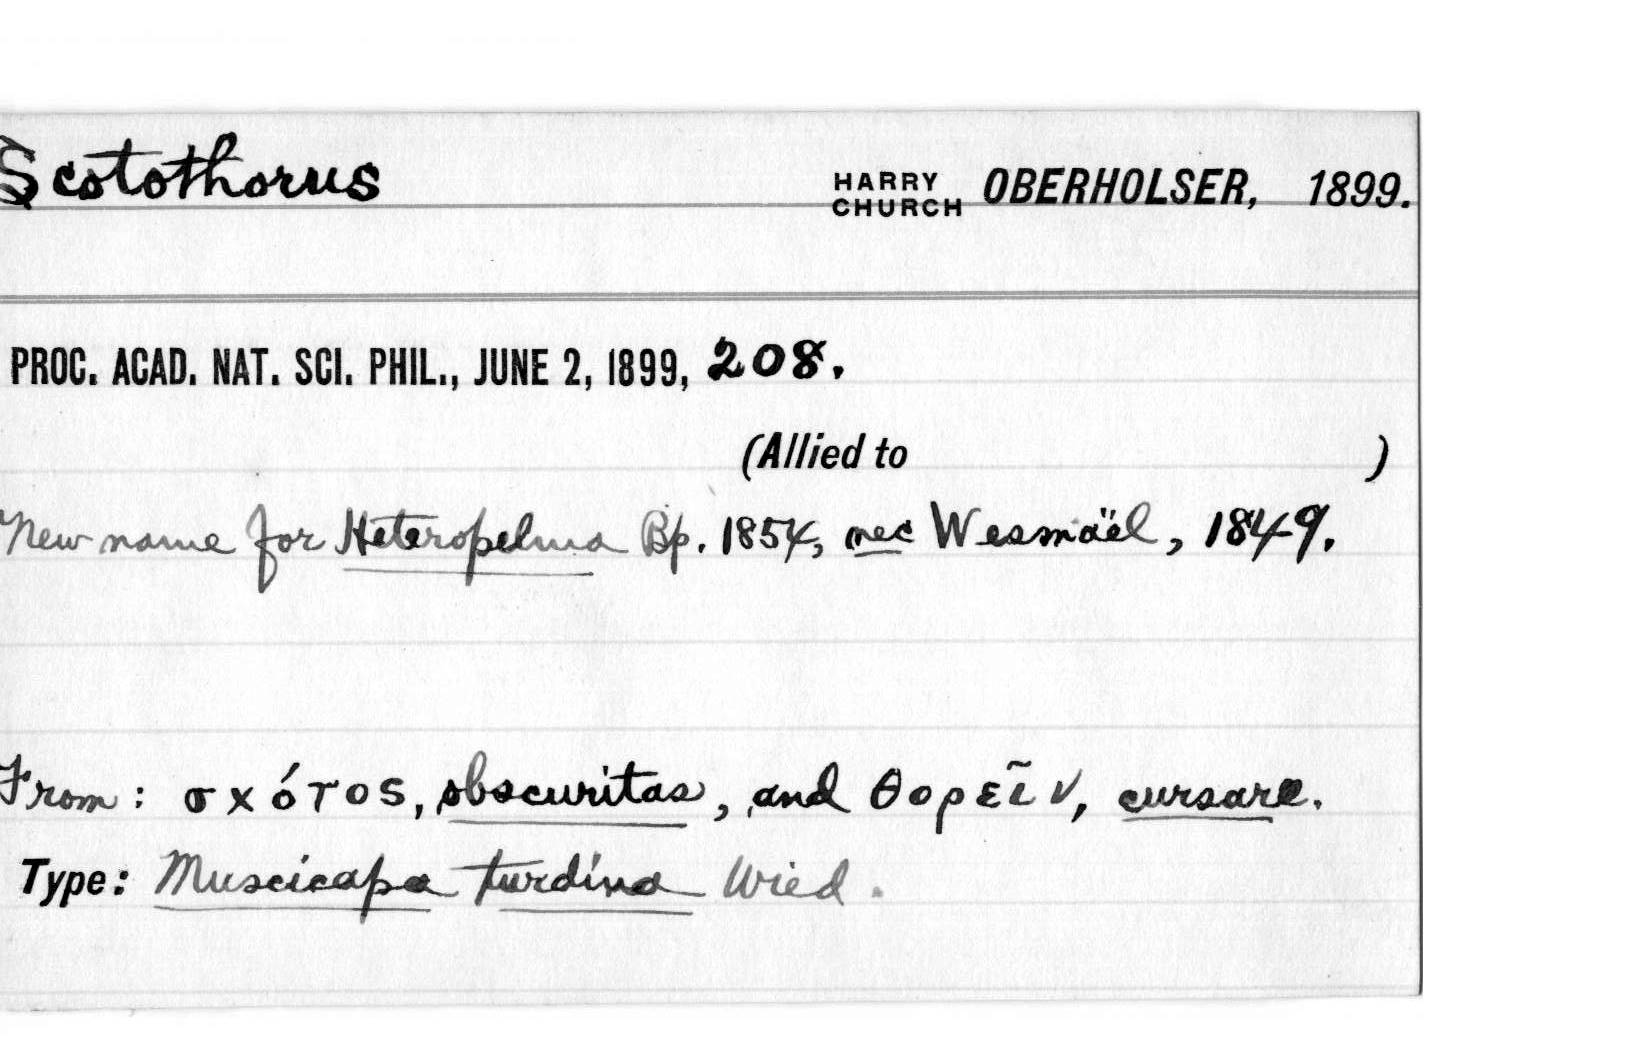 Scotothorus HARRY CHURCH OBERHOLSER, 1899.
PROC. ACAD. NAT. SCI. PHIL., JUNE 2, 1899, 208.
(Allied to )
New name for Heteropelma Bp. 1854, nec Wesmäel, 1849.
From: σκότος, obscuritas, and θορεῖν, cursare.
Type: Muscicapa turdina Wied.